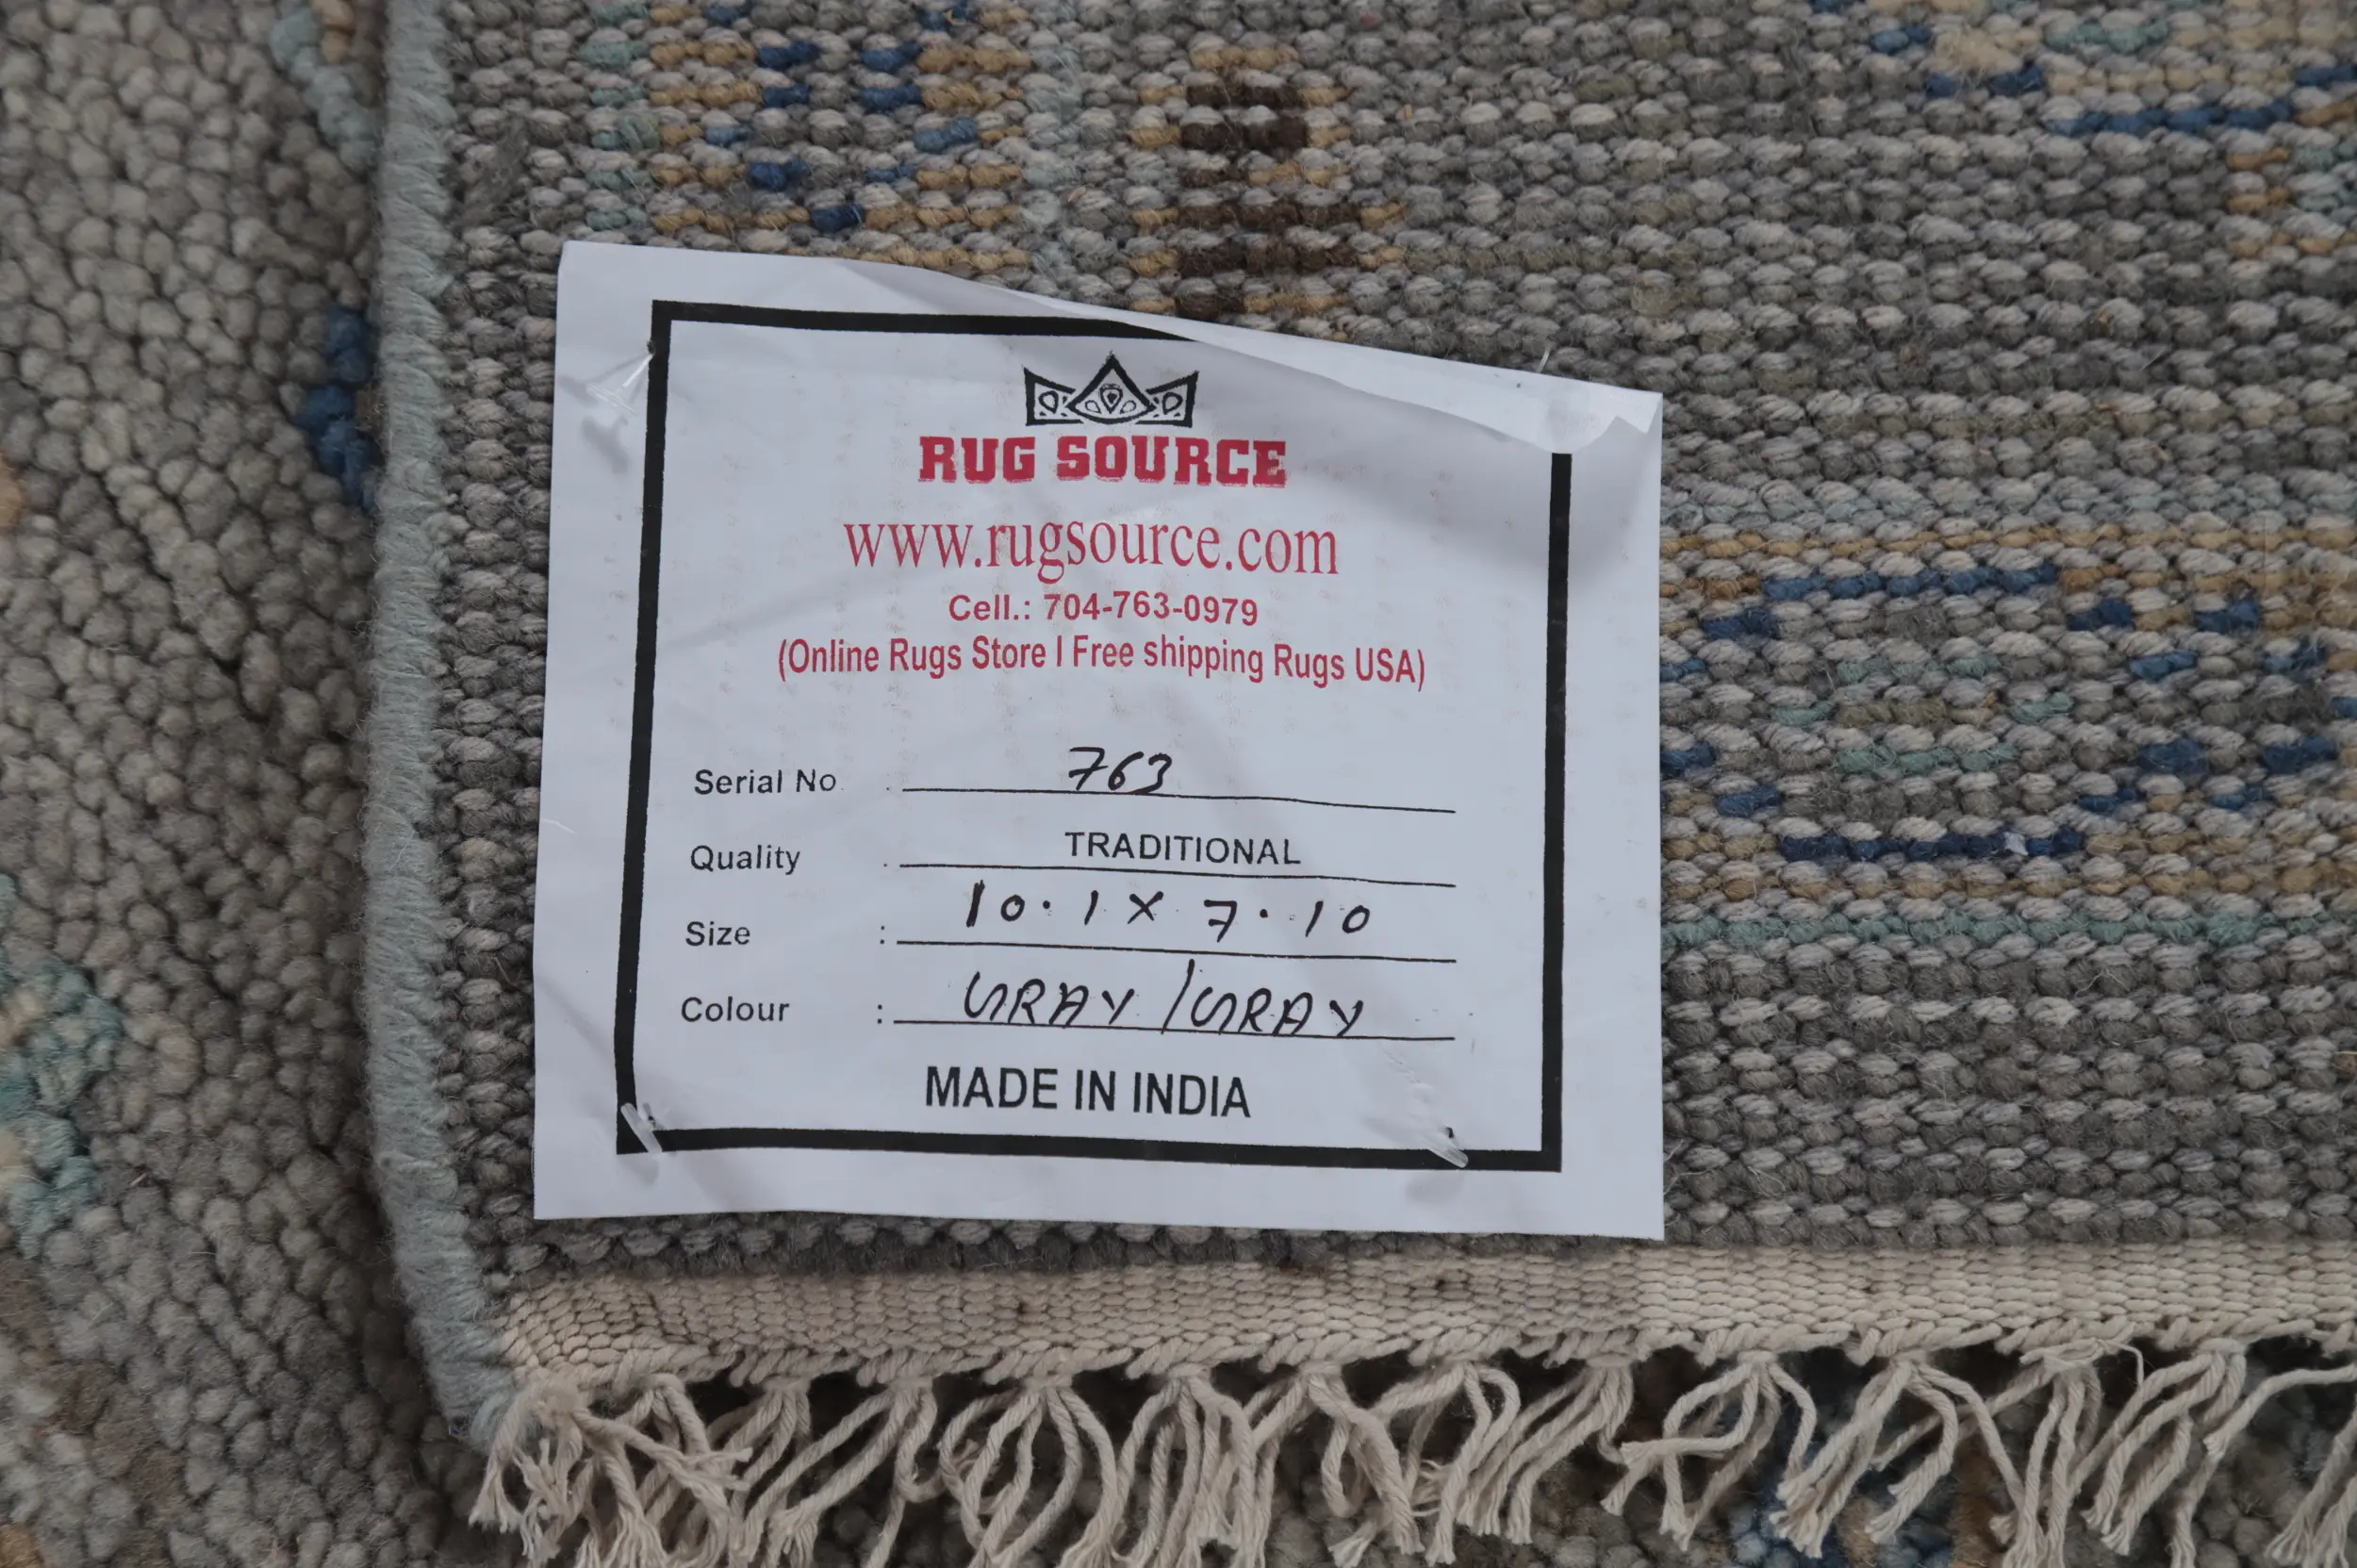 RUG SOURCE
www.rugsource.com
Cell.: 704-763-0979
(Online Rugs Store | Free shipping Rugs USA)
Serial No. : 763
Quality : TRADITIONAL
Size : 10.1 X 7.10
Colour : GRAY/GRAY
MADE IN INDIA